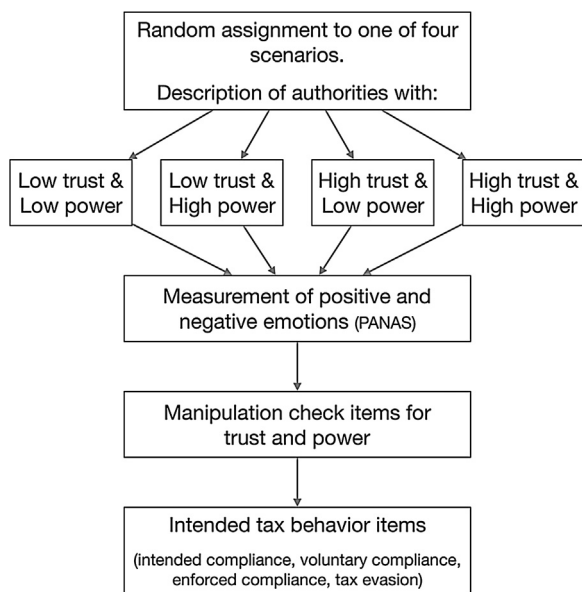 Random assignment to one of four
scenarios.
Description of authorities with:
Low trust &
Low power
Low trust &
High power
High trust &
Low power
High trust &
High power
Measurement of positive and
negative emotions (PANAS)
Manipulation check items for
trust and power
Intended tax behavior items
(intended compliance, voluntary compliance,
enforced compliance, tax evasion)